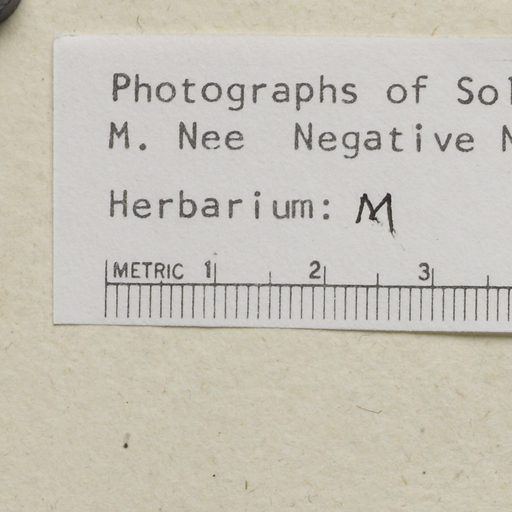 Photographs of Sol
M. Nee Negative N
Herbarium: M
METRIC 1 2 3